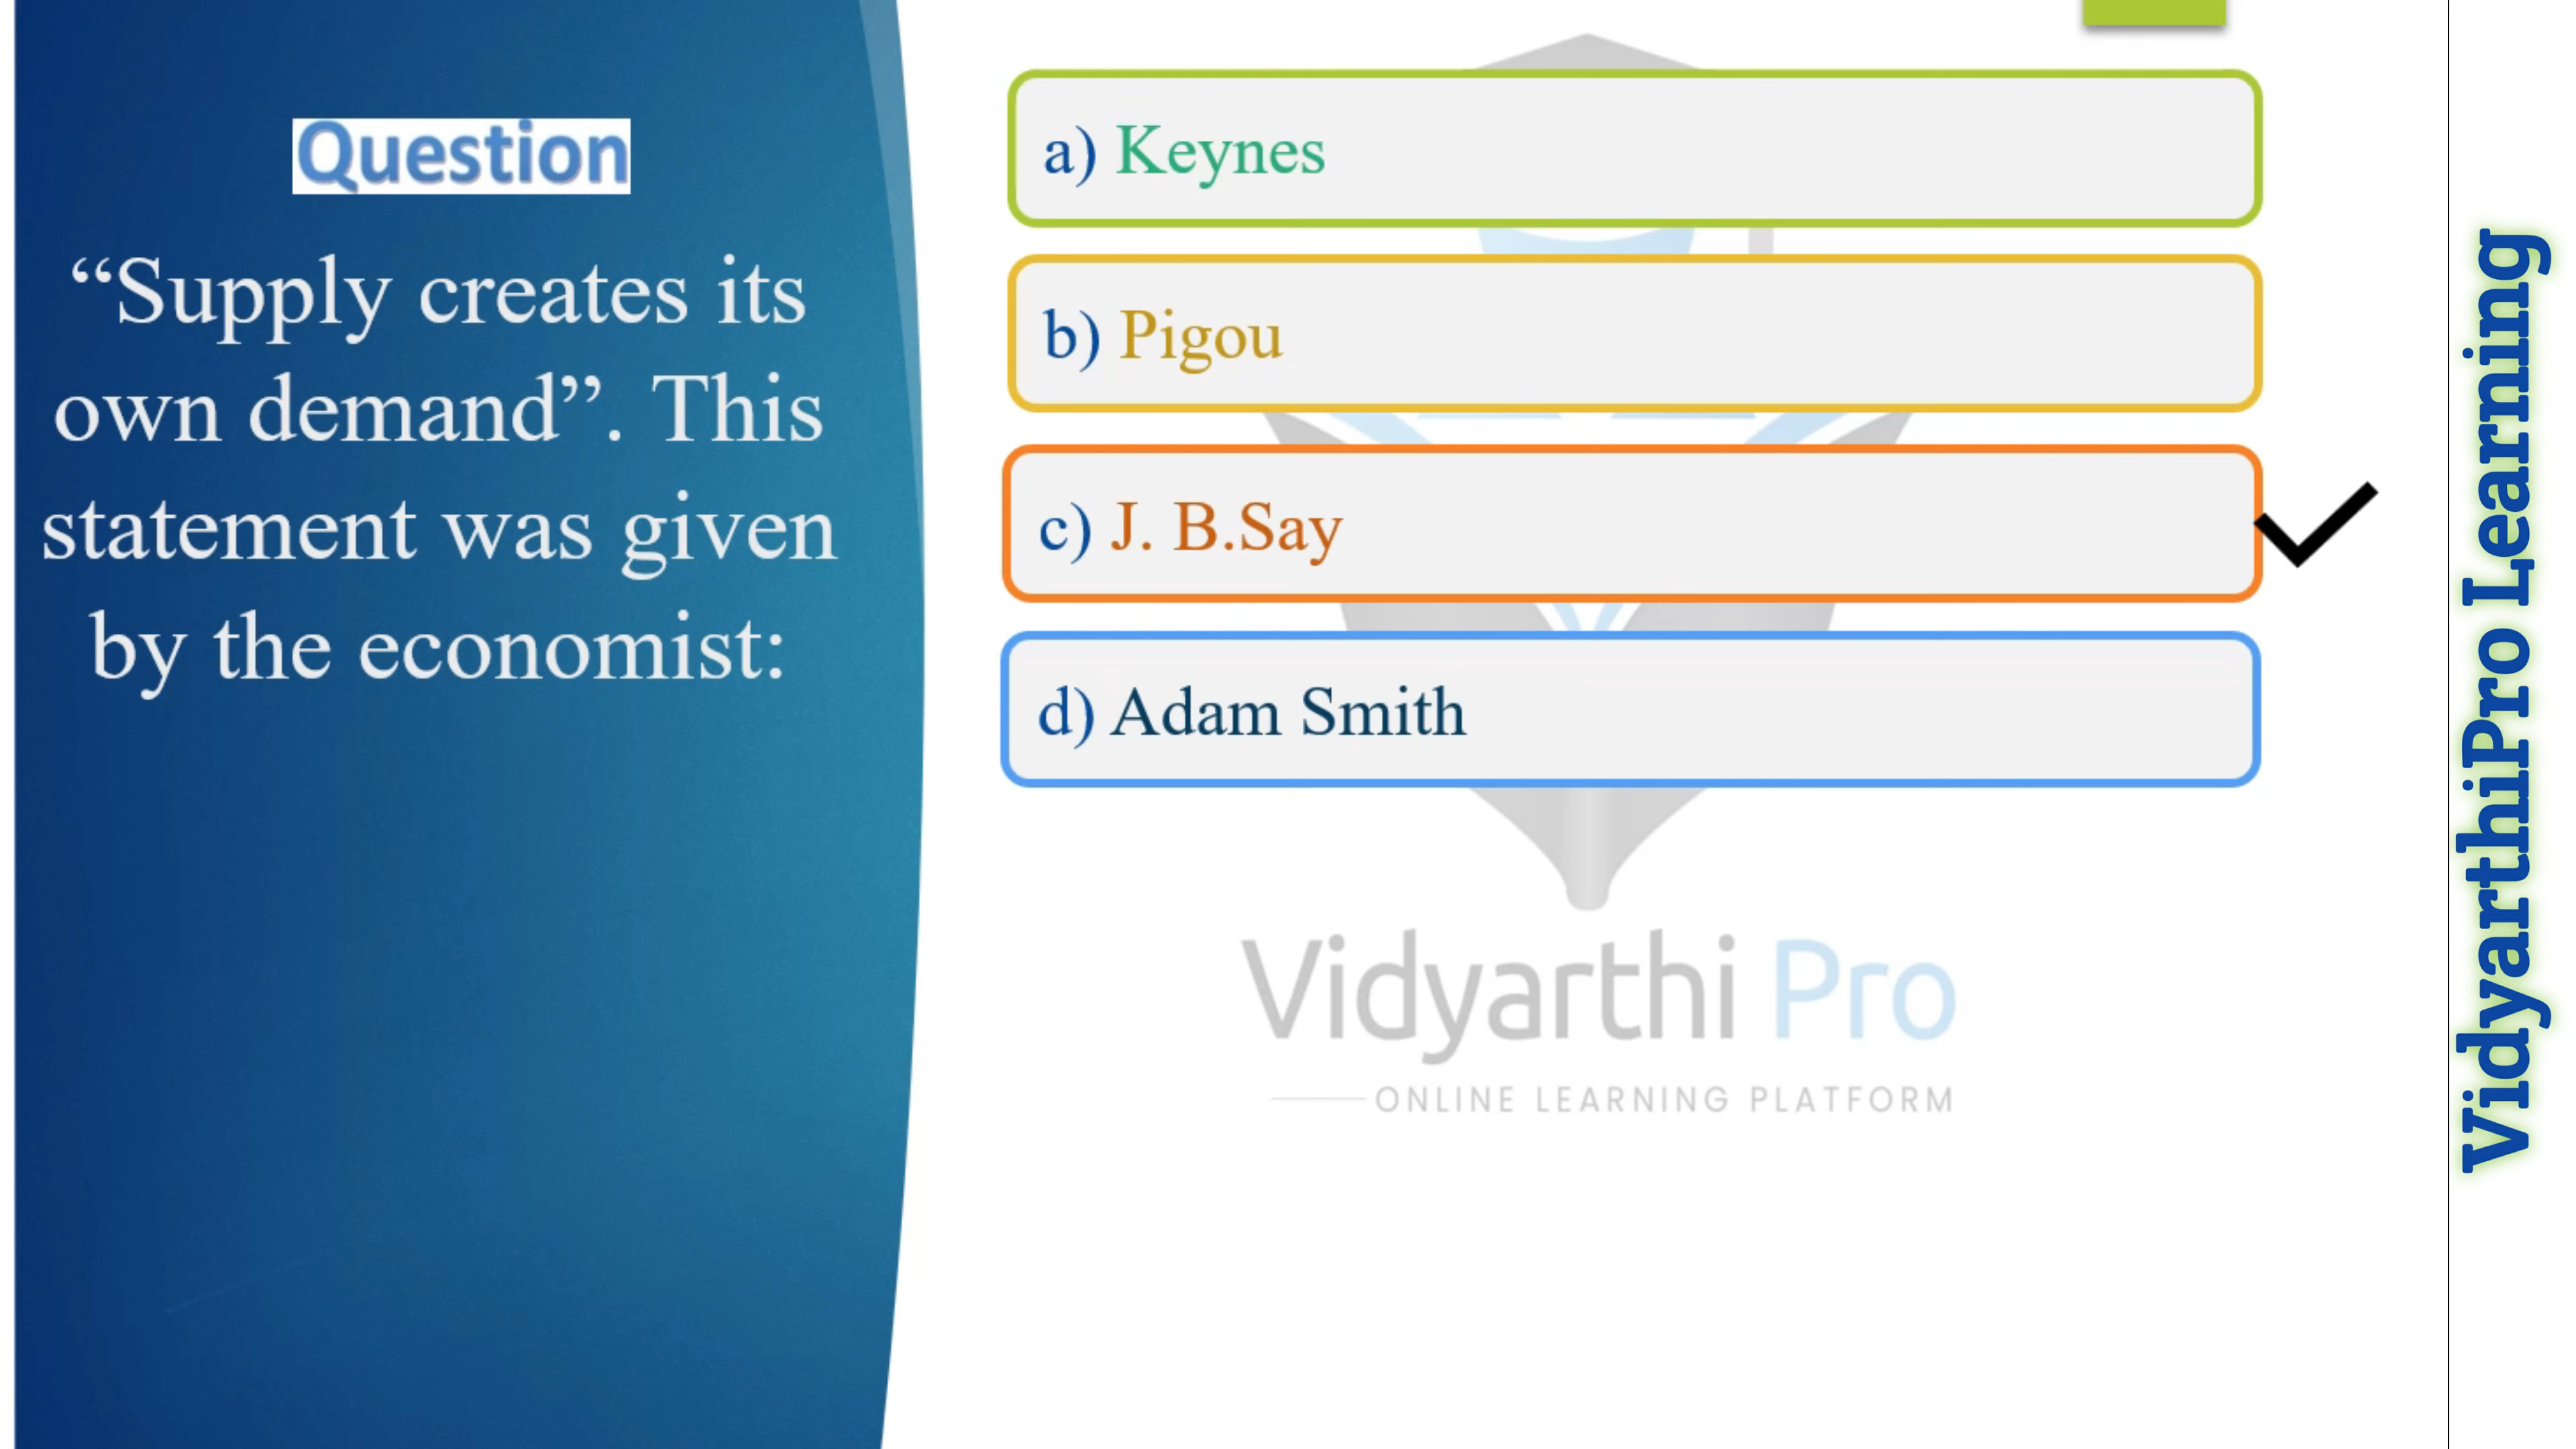 Question
“Supply creates its
own demand”. This
statement was given
by the economist:
a) Keynes
b) Pigou
c) J. B.Say
d) Adam Smith
Vidyarthi Pro
ONLINE LEARNING PLATFORM
VidyarthiPro Learning